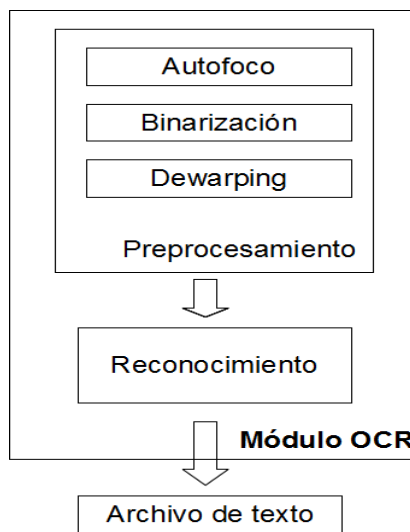 Autofoco
Binarización
Dewarping
Preprocesamiento
Reconocimiento
Módulo OCR
Archivo de texto